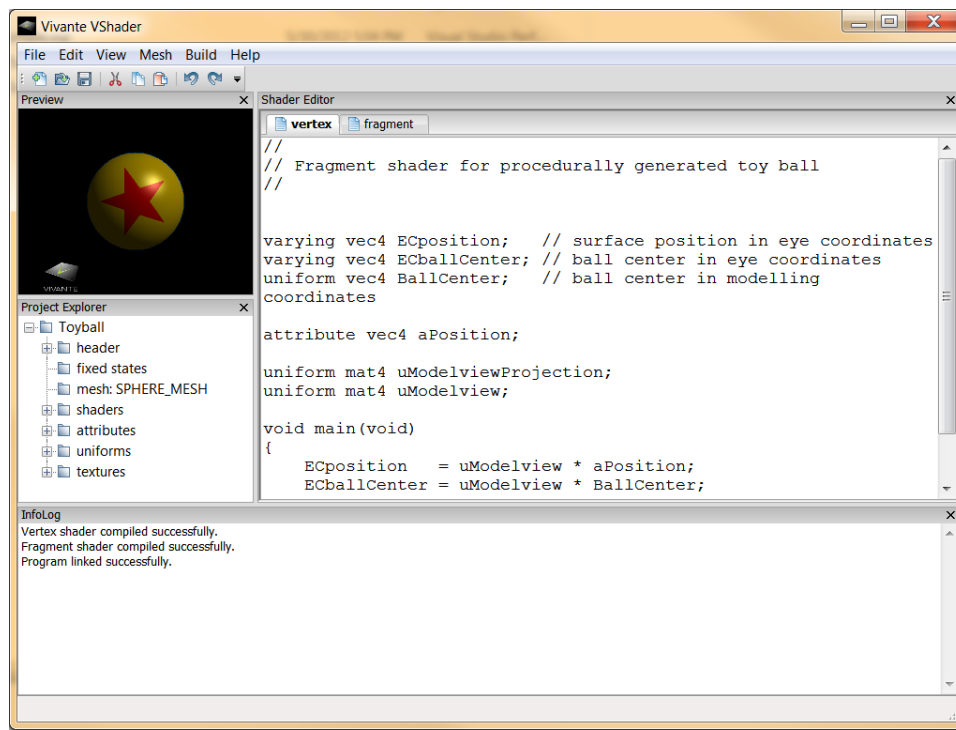 Vivante VShader
File Edit View Mesh Build Help
Preview
VIVANTE
Project Explorer
Toyball
header
fixed states
mesh: SPHERE_MESH
shaders
attributes
uniforms
textures
Shader Editor
vertex fragment
//
// Fragment shader for procedurally generated toy ball
//
varying vec4 ECposition; // surface position in eye coordinates
varying vec4 ECballCenter; // ball center in eye coordinates
uniform vec4 BallCenter; // ball center in modelling
coordinates
attribute vec4 aPosition;
uniform mat4 uModelviewProjection;
uniform mat4 uModelview;
void main(void)
{
ECposition = uModelview * aPosition;
ECballCenter = uModelview * BallCenter;
InfoLog
Vertex shader compiled successfully.
Fragment shader compiled successfully.
Program linked successfully.